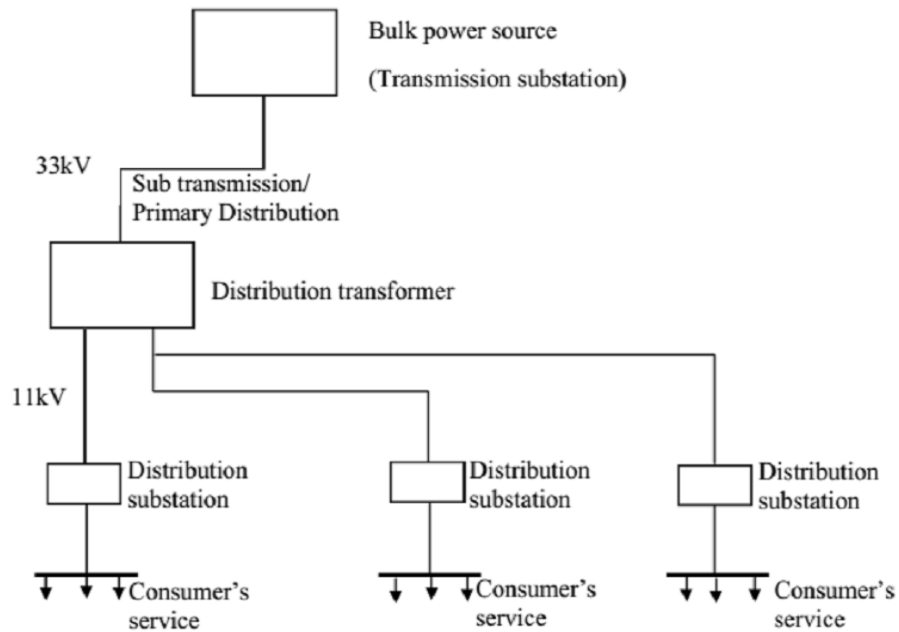 Bulk power source
(Transmission substation)
33kV
Sub transmission/
Primary Distribution
Distribution transformer
11kV
Distribution
substation
Distribution
substation
Distribution
substation
Consumer's
service
Consumer's
service
Consumer's
service